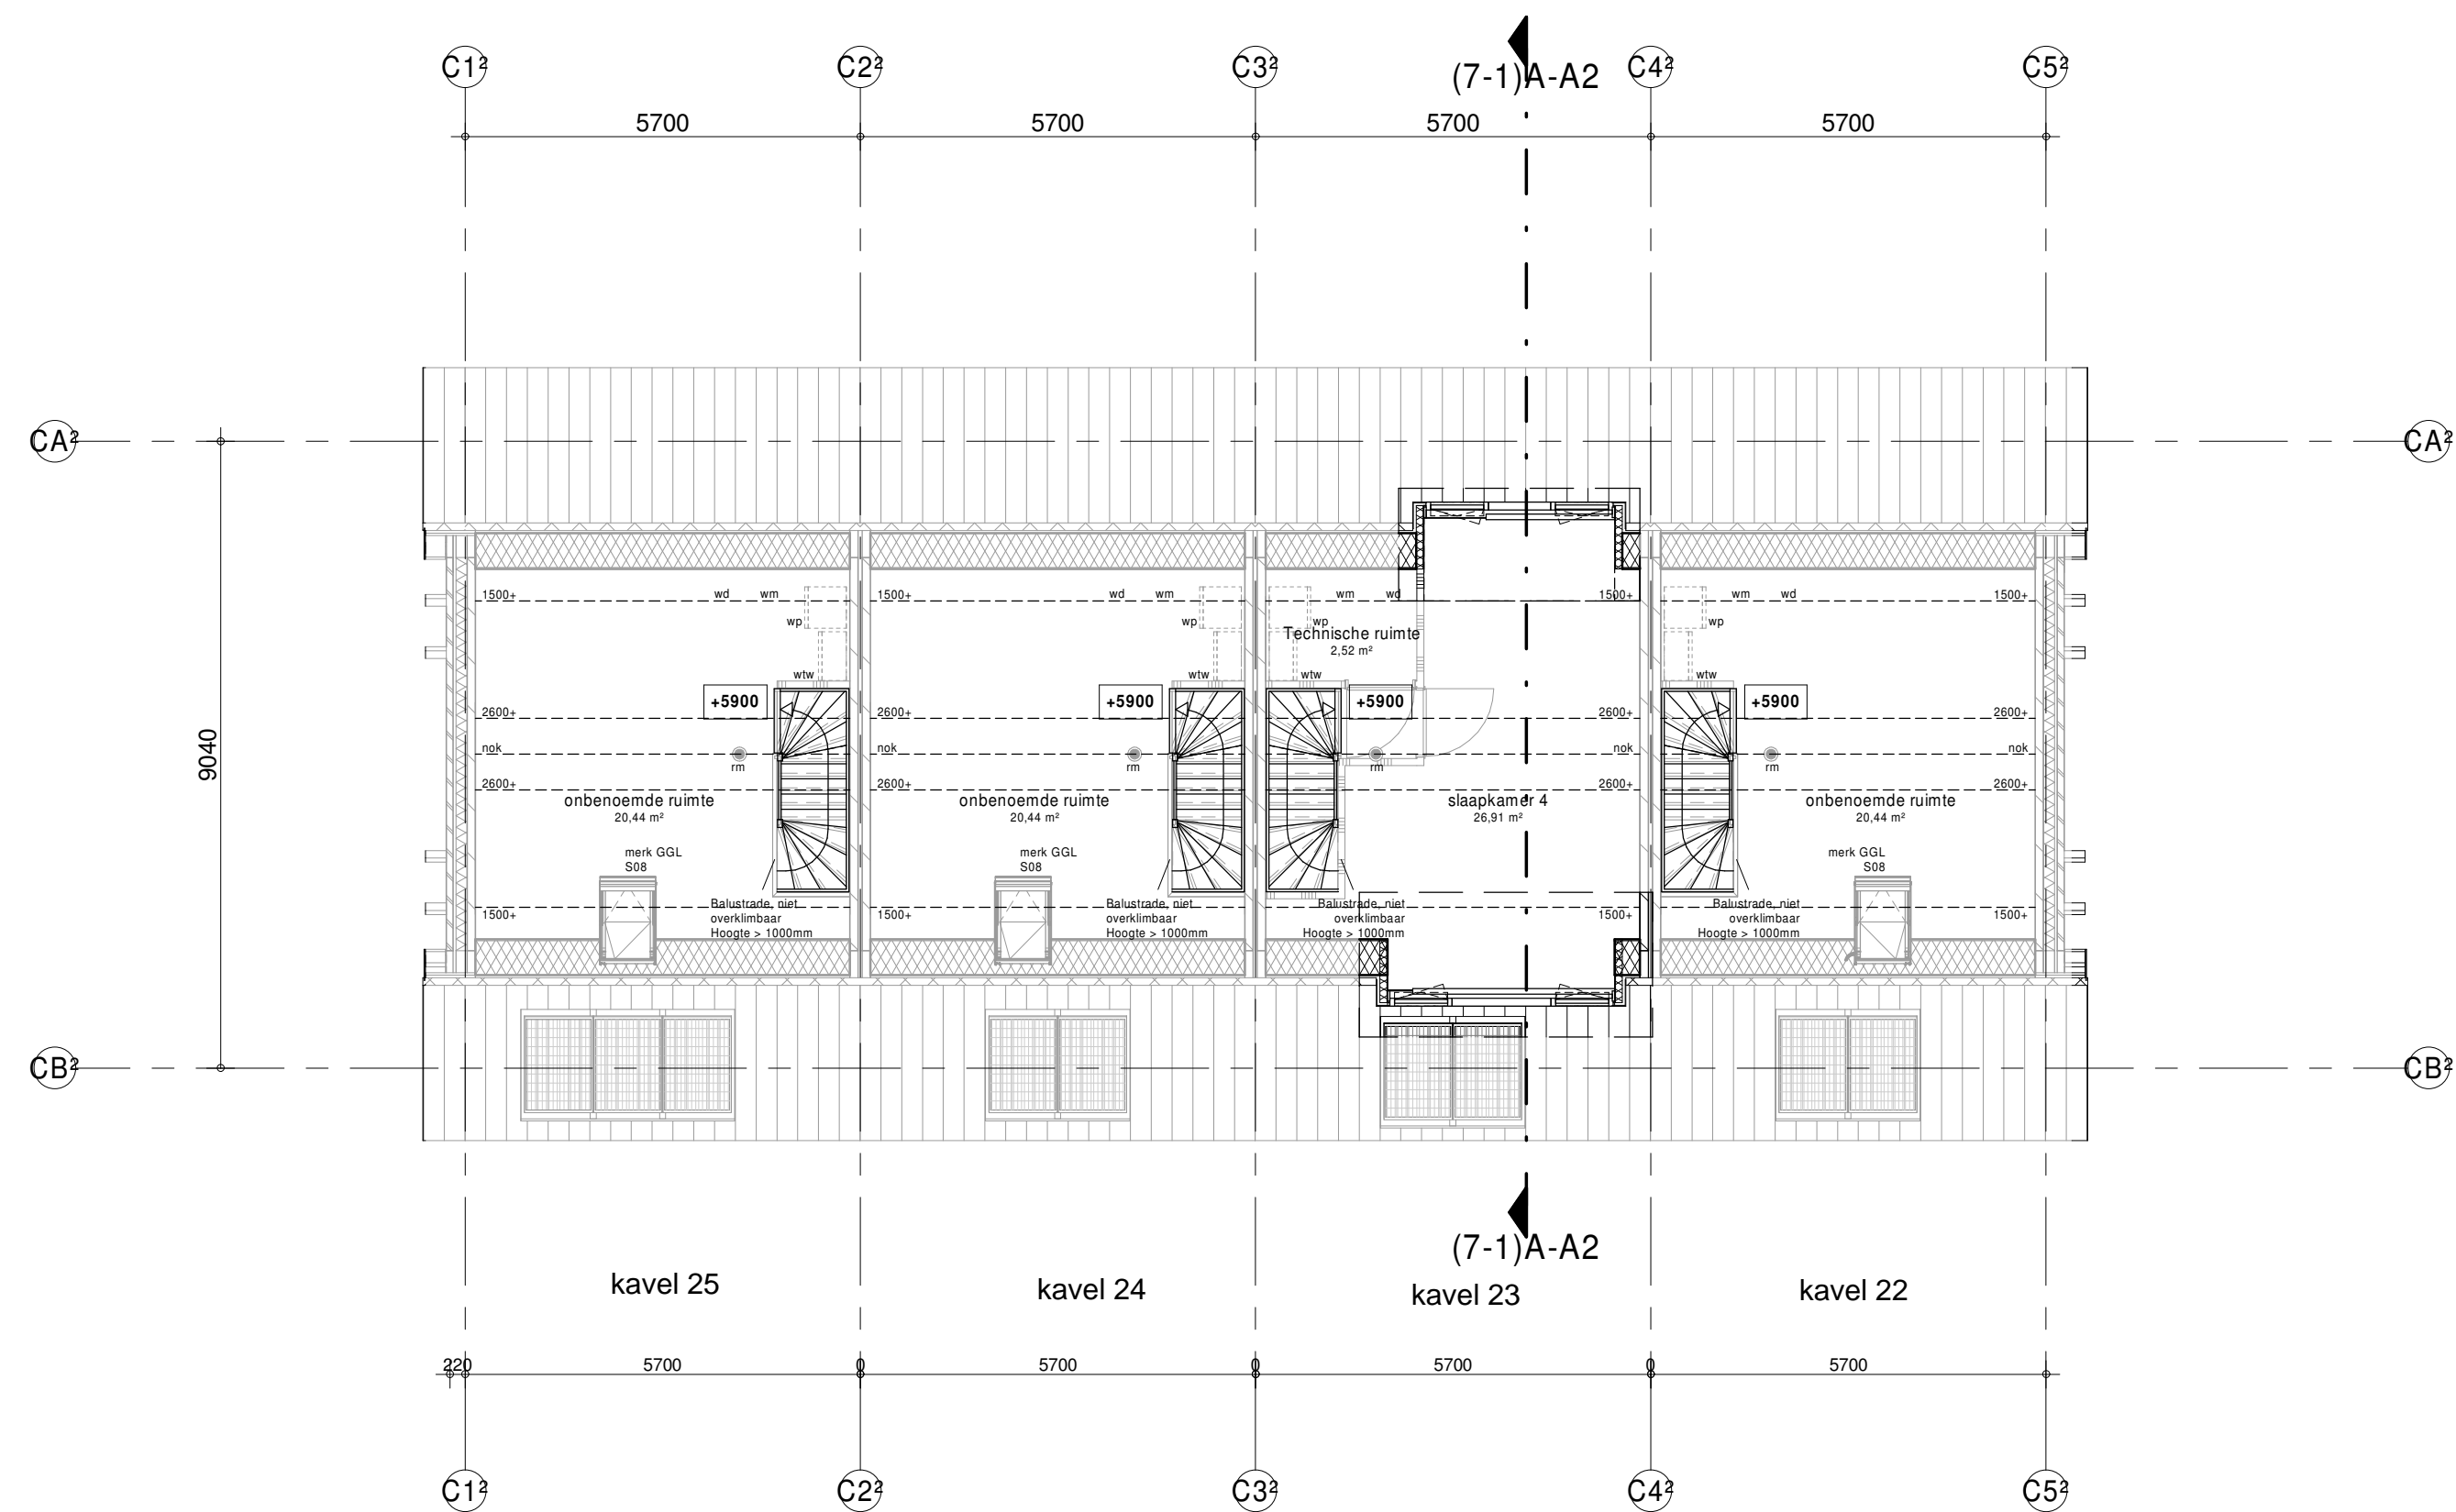 C1² C2² C3² (7-1)A-A2 C4² C5²
5700 5700 5700 5700
CA² CA²
1500+ wd wm 1500+ wd wm wm wd 1500+ wm wd 1500+
wp wp wp wp
Technische ruimte
2,52 m²
wtw wtw wtw wtw
+5900 +5900 +5900 +5900
2600+ 2600+ 2600+ 2600+
nok nok nok nok
rm rm rm rm
9040
2600+ 2600+ 2600+ 2600+
onbenoemde ruimte onbenoemde ruimte slaapkamer 4 onbenoemde ruimte
20,44 m² 20,44 m² 26,91 m² 20,44 m²
merk GGL merk GGL merk GGL
S08 S08 S08
Balustrade, niet Balustrade, niet Balustrade, niet Balustrade, niet
1500+ overklimbaar 1500+ overklimbaar overklimbaar 1500+ overklimbaar 1500+
Hoogte > 1000mm Hoogte > 1000mm Hoogte > 1000mm Hoogte > 1000mm
CB² CB²
(7-1)A-A2
kavel 25 kavel 24 kavel 23 kavel 22
220 5700 0 5700 0 5700 0 5700
C1² C2² C3² C4² C5²